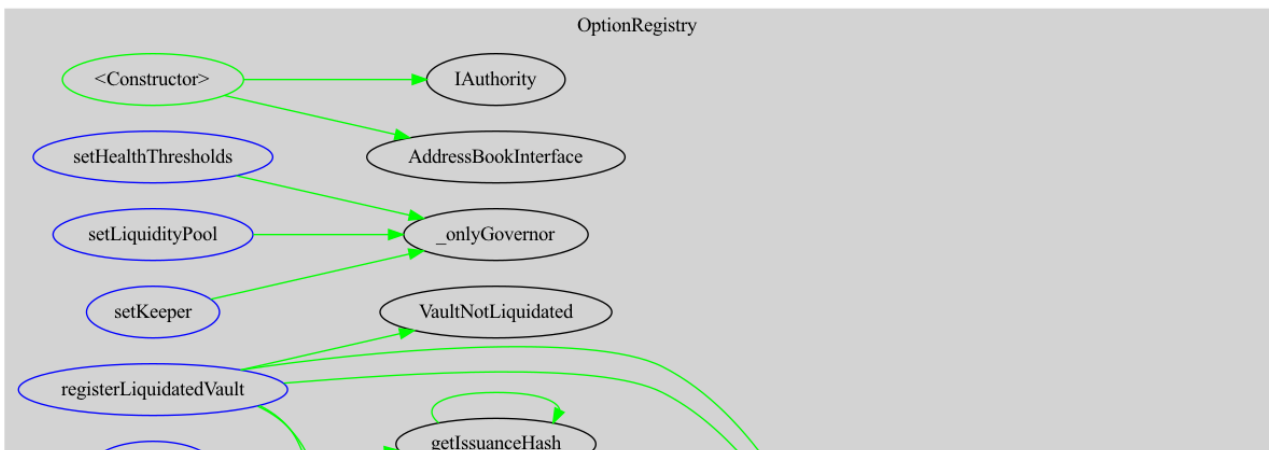 OptionRegistry
<Constructor>
IAuthority
setHealthThresholds
AddressBookInterface
setLiquidityPool
_onlyGovernor
setKeeper
VaultNotLiquidated
registerLiquidatedVault
getIssuanceHash